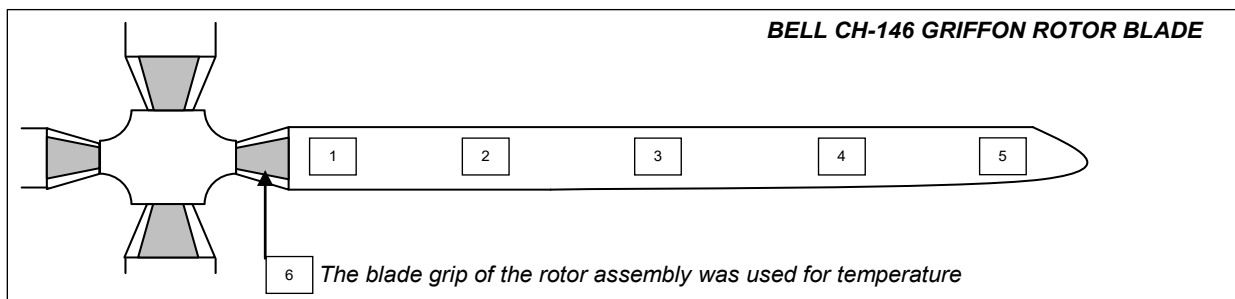 BELL CH-146 GRIFFON ROTOR BLADE
1 2 3 4 5
6 The blade grip of the rotor assembly was used for temperature